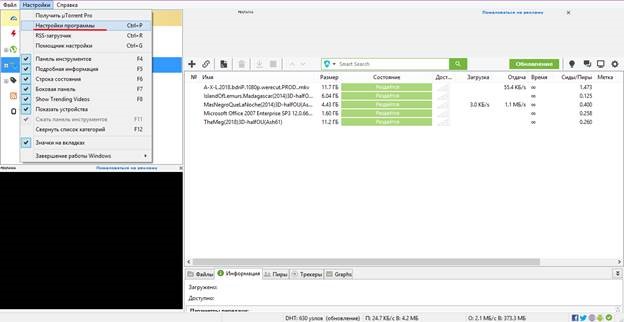 Файл Настройки Справка
Получить µTorrent Pro
Настройки программы Ctrl+P
RSS-загрузчик Ctrl+R
Помощник настройки Ctrl+G
Панель инструментов F4
Подробная информация F5
Строка состояния F6
Боковая панель F7
Show Trending Videos F8
Показать устройства
Сжать панель инструментов F11
Свернуть список категорий F12
Значки на вкладках
Завершение работы Windows
Пожаловаться на рекламу
Пожаловаться на рекламу
Smart Search
Обновление
№ Имя Размер Состояние Дост... Загрузка Отдача Время Сиды/Пиры Метка
A-X-L.2018.bdriP.1080p.werecut.PROD..mkv 11.7 ГБ Раздаётся 55.4 КБ/s ∞ 1.473
IslandOfLemurs.Madagascar(2014)3D-halfOU(... 6.04 ГБ Раздаётся ∞ 0.125
MasNegroQueLaNoche(2014)3D-halfOU(As... 4.43 ГБ Раздаётся 3.0 КБ/s 1.1 МБ/s ∞ 0.400
Microsoft Office 2007 Enterprise SP3 12.0.66... 1.60 ГБ Раздаётся ∞ 0.258
TheMeg(2018)3D-halfOU(Ash61) 11.2 ГБ Раздаётся ∞ 0.260
Файлы Информация Пиры Трекеры Graphs
Загружено:
Доступно:
Параметры передачи:
DHT: 630 узлов (обновление) П: 24.7 КБ/с В: 4.2 МБ О: 2.1 МБ/с В: 373.3 МБ